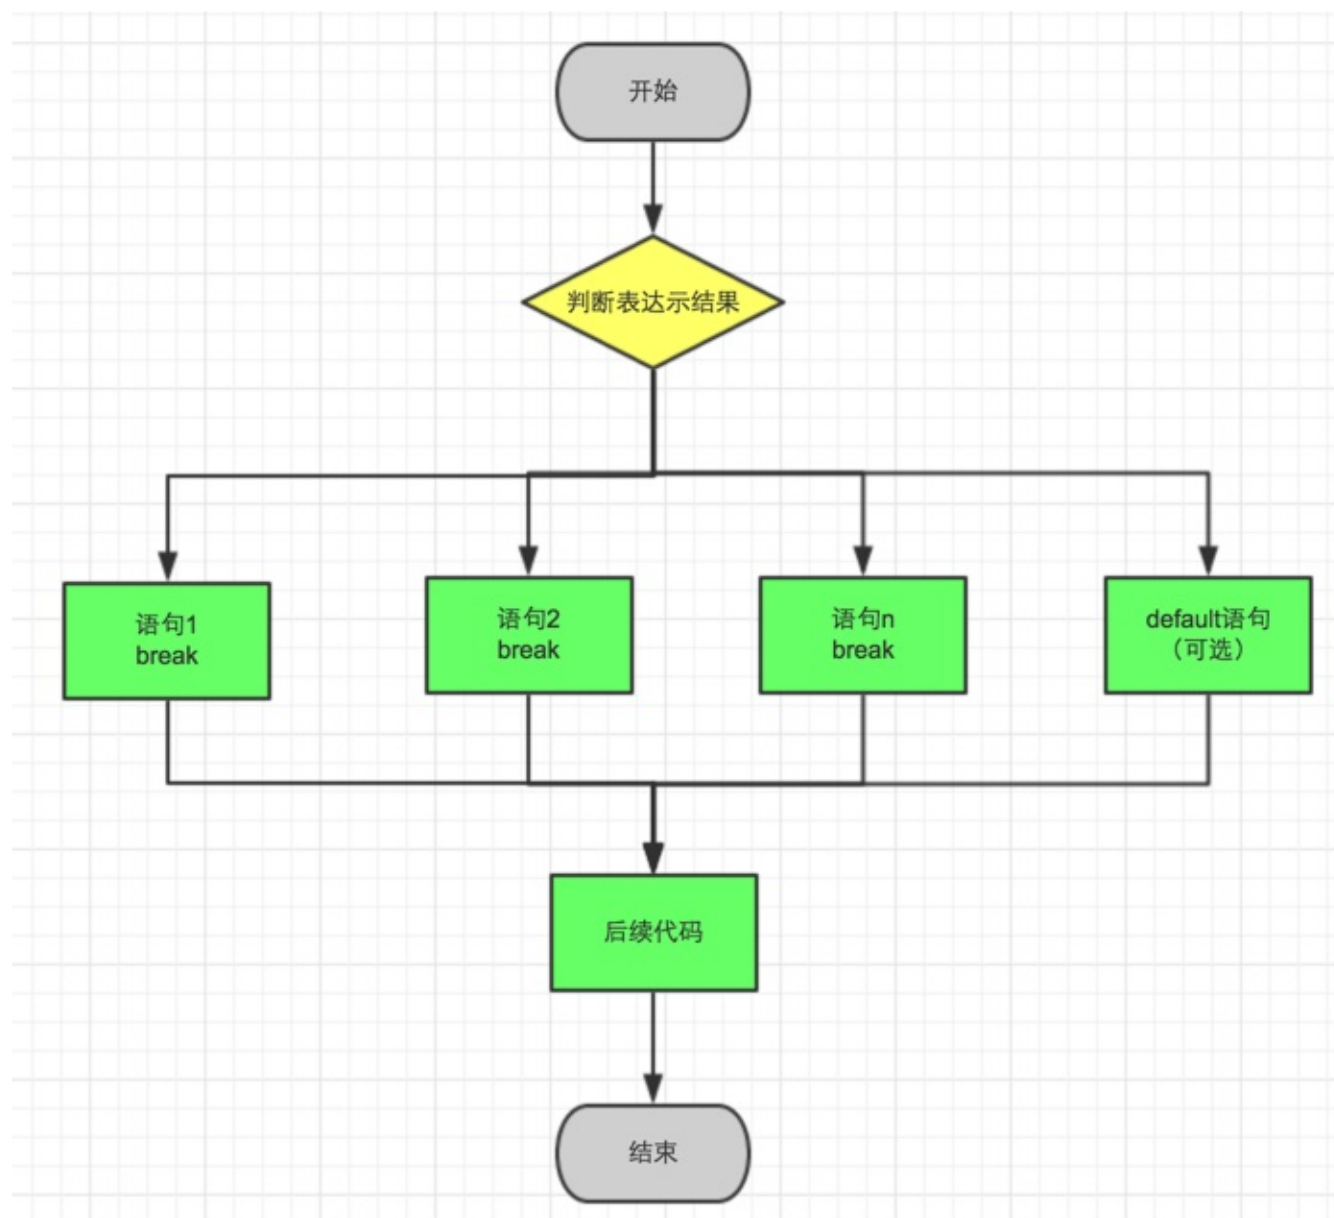 开始
判断表达示结果
语句1
break
语句2
break
语句n
break
default语句
（可选）
后续代码
结束